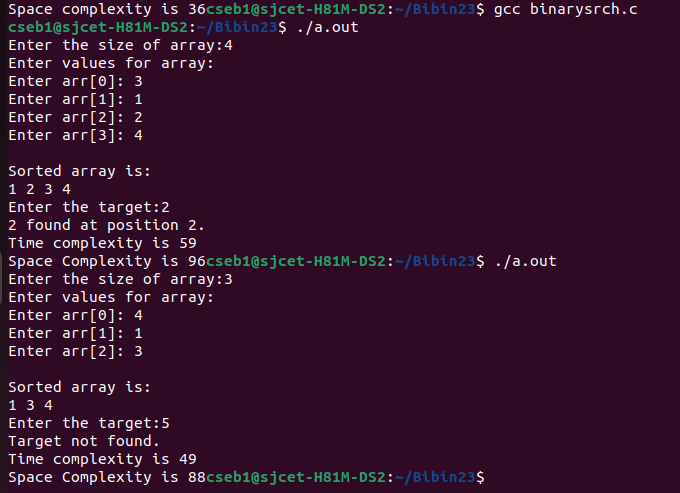 Space complexity is 36cseb1@sjcet-H81M-DS2:~/Bibin23$ gcc binarysrch.c
cseb1@sjcet-H81M-DS2:~/Bibin23$ ./a.out
Enter the size of array:4
Enter values for array:
Enter arr[0]: 3
Enter arr[1]: 1
Enter arr[2]: 2
Enter arr[3]: 4
Sorted array is:
1 2 3 4
Enter the target:2
2 found at position 2.
Time complexity is 59
Space Complexity is 96cseb1@sjcet-H81M-DS2:~/Bibin23$ ./a.out
Enter the size of array:3
Enter values for array:
Enter arr[0]: 4
Enter arr[1]: 1
Enter arr[2]: 3
Sorted array is:
1 3 4
Enter the target:5
Target not found.
Time complexity is 49
Space Complexity is 88cseb1@sjcet-H81M-DS2:~/Bibin23$